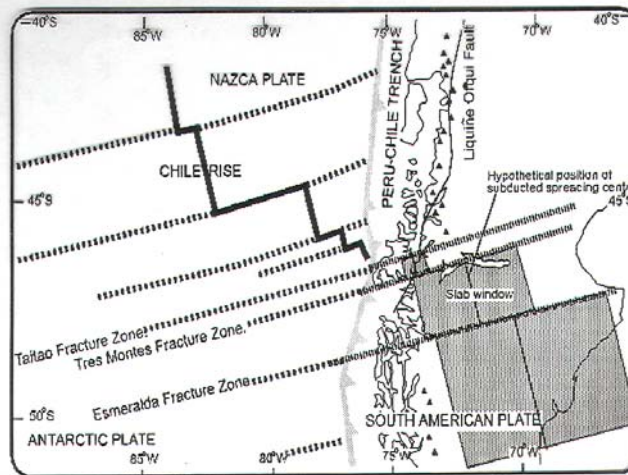 40°S
85°W
80°W
75°W
70°W
40°S
NAZCA PLATE
PERU-CHILE TRENCH
Liquiñe Ofqui Fault
CHILE RISE
Hypothetical position of
subducted spreading cent
45°S
45°S
Slab window
Taitao Fracture Zone
Tres Montes Fracture Zone
Esmeralda Fracture Zone
50°S
SOUTH AMERICAN PLATE
ANTARCTIC PLATE
85°W
80°W
75°W
70°W